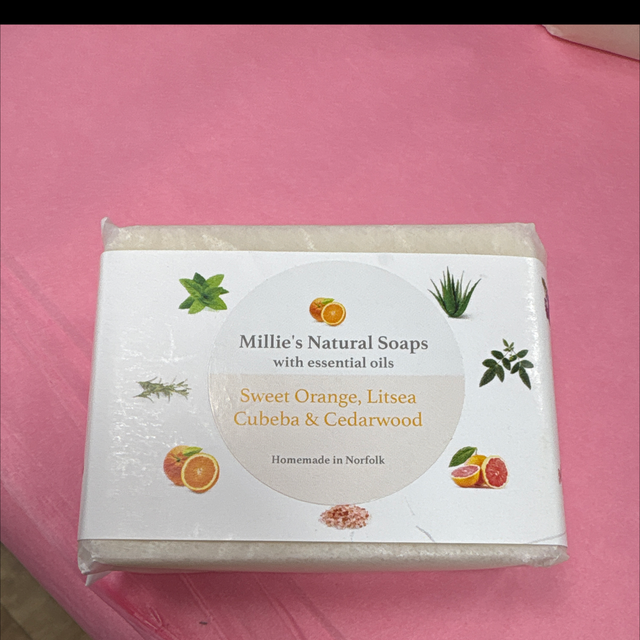 Millie's Natural Soaps
with essential oils
Sweet Orange, Litsea
Cubeba & Cedarwood
Homemade in Norfolk